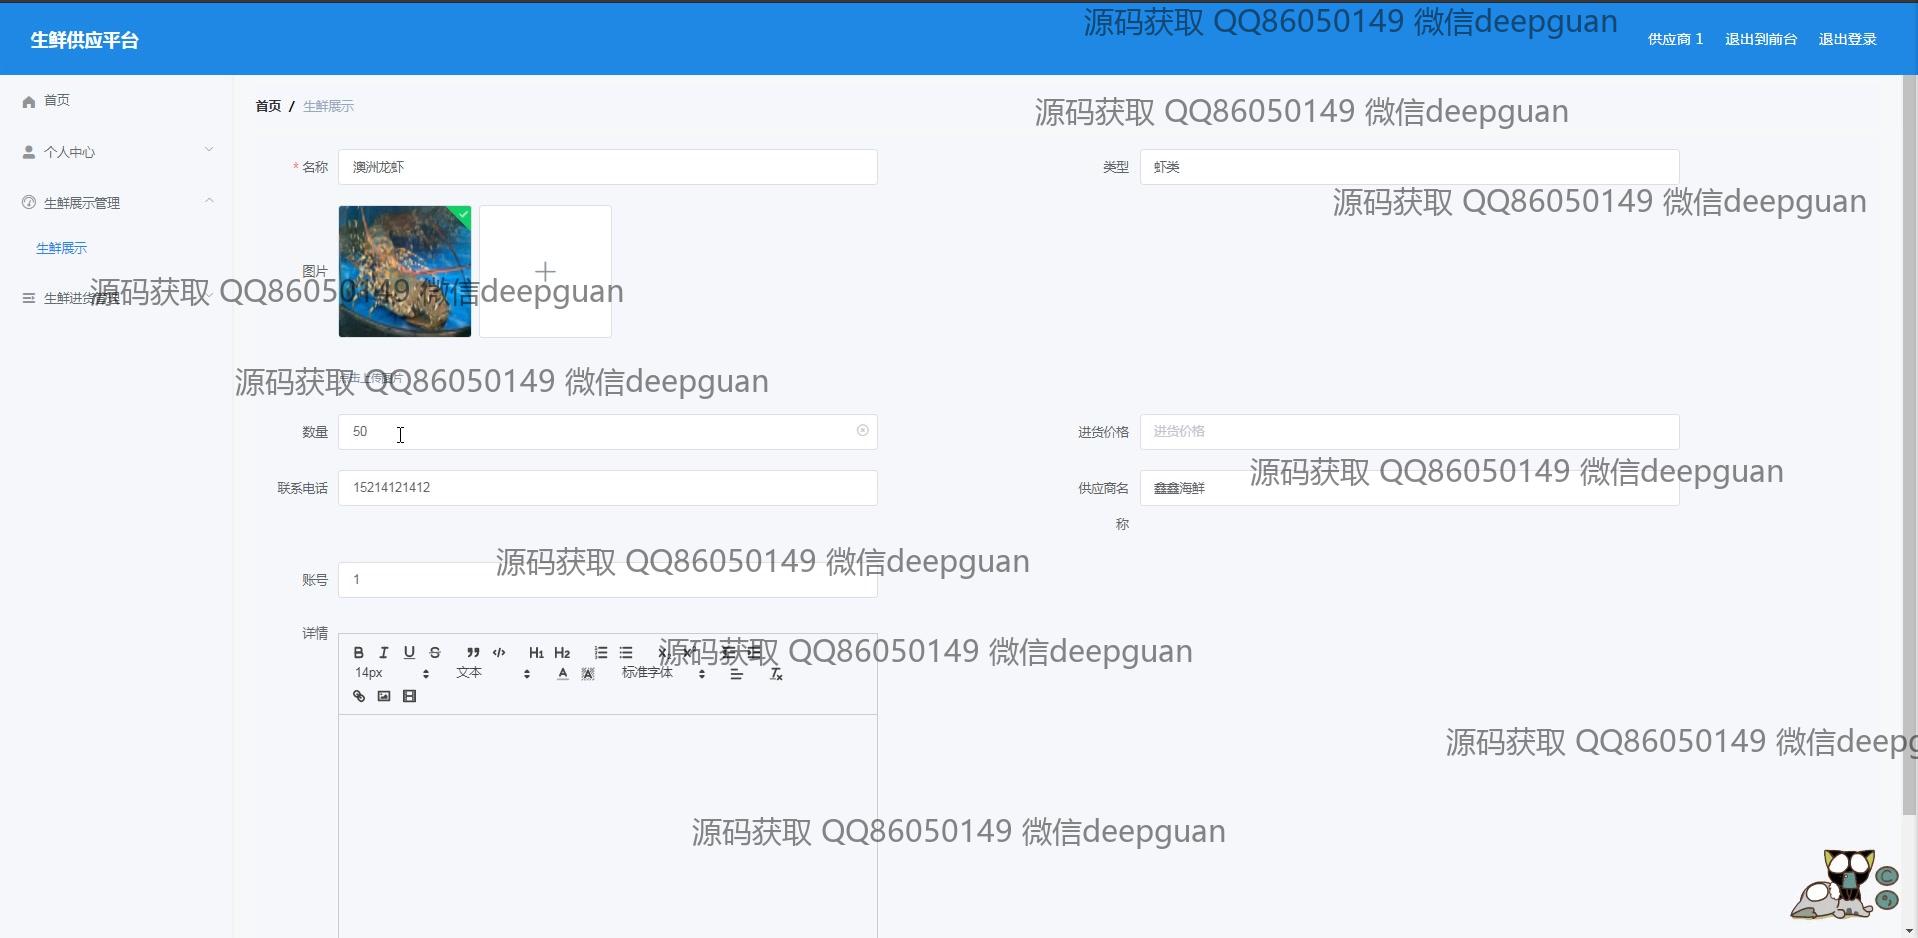 源码获取 QQ86050149 微信deepguan
生鲜供应平台
供应商 1 退出到前台 退出登录
首页
首页 / 生鲜展示
源码获取 QQ86050149 微信deepguan
个人中心
* 名称 澳洲龙虾
类型 虾类
生鲜展示管理
源码获取 QQ86050149 微信deepguan
生鲜展示
图片
生鲜进货管理
源码获取 QQ86050149 微信deepguan
点击上传图片
源码获取 QQ86050149 微信deepguan
数量 50
进货价格 进货价格
源码获取 QQ86050149 微信deepguan
联系电话 15214121412
供应商名
称
鑫鑫海鲜
源码获取 QQ86050149 微信deepguan
账号 1
详情
B I U S H1 H2
源码获取 QQ86050149 微信deepguan
14px 文本 A A 标准字体 Tx
源码获取 QQ86050149 微信deepg
源码获取 QQ86050149 微信deepguan